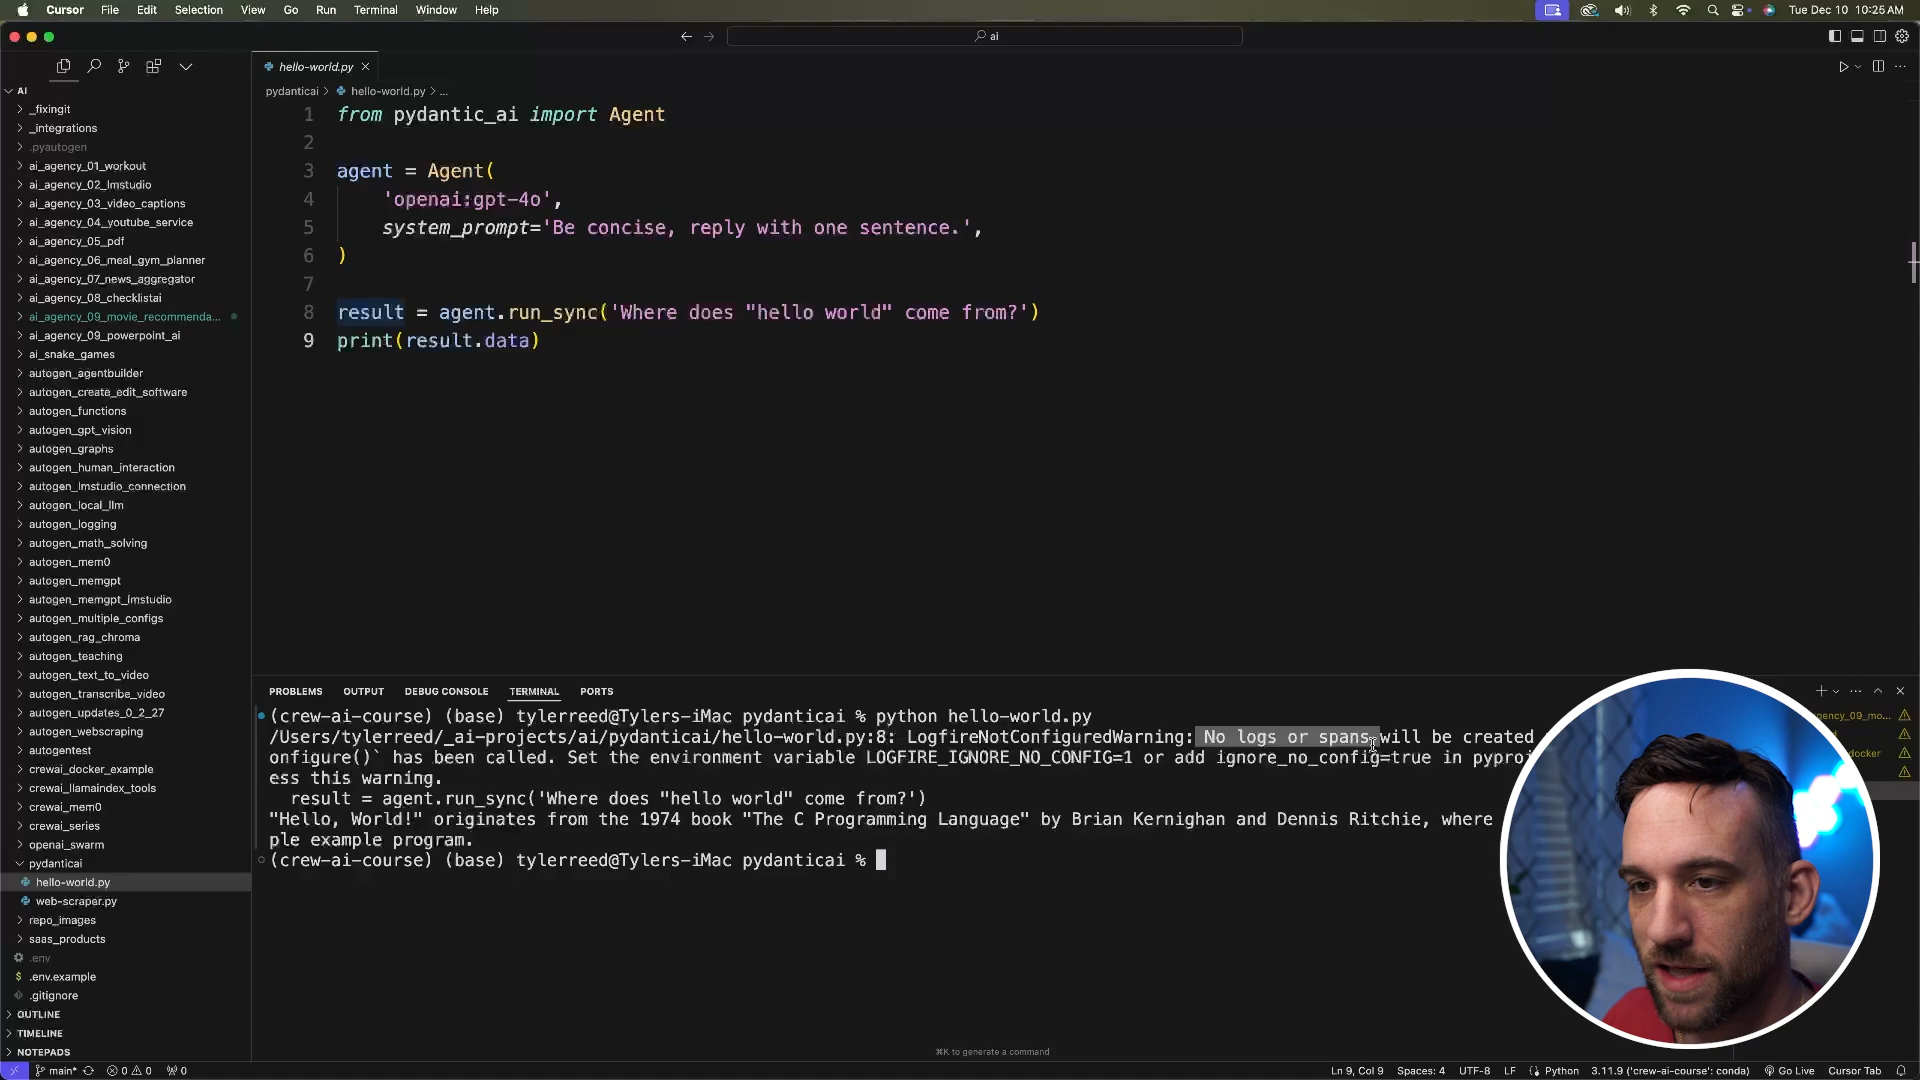 Cursor File Edit Selection View Go Run Terminal Window Help
Tue Dec 10 10:25 AM
ai
hello-world.py
pydanticai > hello-world.py > ...
AI
_fixingit
_integrations
.pyautogen
ai_agency_01_workout
ai_agency_02_lmstudio
ai_agency_03_video_captions
ai_agency_04_youtube_service
ai_agency_05_pdf
ai_agency_06_meal_gym_planner
ai_agency_07_news_aggregator
ai_agency_08_checklistai
ai_agency_09_movie_recommenda...
ai_agency_09_powerpoint_ai
ai_snake_games
autogen_agentbuilder
autogen_create_edit_software
autogen_functions
autogen_gpt_vision
autogen_graphs
autogen_human_interaction
autogen_lmstudio_connection
autogen_local_llm
autogen_logging
autogen_math_solving
autogen_mem0
autogen_memgpt
autogen_memgpt_lmstudio
autogen_multiple_configs
autogen_rag_chroma
autogen_teaching
autogen_text_to_video
autogen_transcribe_video
autogen_updates_0_2_27
autogen_webscraping
autogentest
crewai_docker_example
crewai_llamaindex_tools
crewai_mem0
crewai_series
openai_swarm
pydanticai
hello-world.py
web-scraper.py
repo_images
saas_products
.env
$ .env.example
.gitignore
OUTLINE
TIMELINE
NOTEPADS
1 from pydantic_ai import Agent
2
3 agent = Agent(
4 'openai:gpt-4o',
5 system_prompt='Be concise, reply with one sentence.',
6 )
7
8 result = agent.run_sync('Where does "hello world" come from?')
9 print(result.data)
PROBLEMS OUTPUT DEBUG CONSOLE TERMINAL PORTS
(crew-ai-course) (base) tylerreed@Tylers-iMac pydanticai % python hello-world.py
/Users/tylerreed/_ai-projects/ai/pydanticai/hello-world.py:8: LogfireNotConfiguredWarning: No logs or spans will be created
onfigure()` has been called. Set the environment variable LOGFIRE_IGNORE_NO_CONFIG=1 or add ignore_no_config=true in pyproj
ess this warning.
result = agent.run_sync('Where does "hello world" come from?')
"Hello, World!" originates from the 1974 book "The C Programming Language" by Brian Kernighan and Dennis Ritchie, where
ple example program.
(crew-ai-course) (base) tylerreed@Tylers-iMac pydanticai %
gency_09_mo...
docker
⌘K to generate a command
main* 0 0 0
Ln 9, Col 9 Spaces: 4 UTF-8 LF Python 3.11.9 ('crew-ai-course': conda) Go Live Cursor Tab